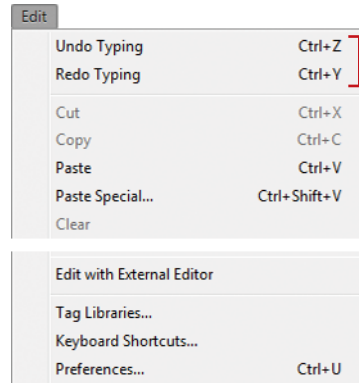 Edit
Undo Typing Ctrl+Z
Redo Typing Ctrl+Y
Cut Ctrl+X
Copy Ctrl+C
Paste Ctrl+V
Paste Special... Ctrl+Shift+V
Clear
Edit with External Editor
Tag Libraries...
Keyboard Shortcuts...
Preferences... Ctrl+U